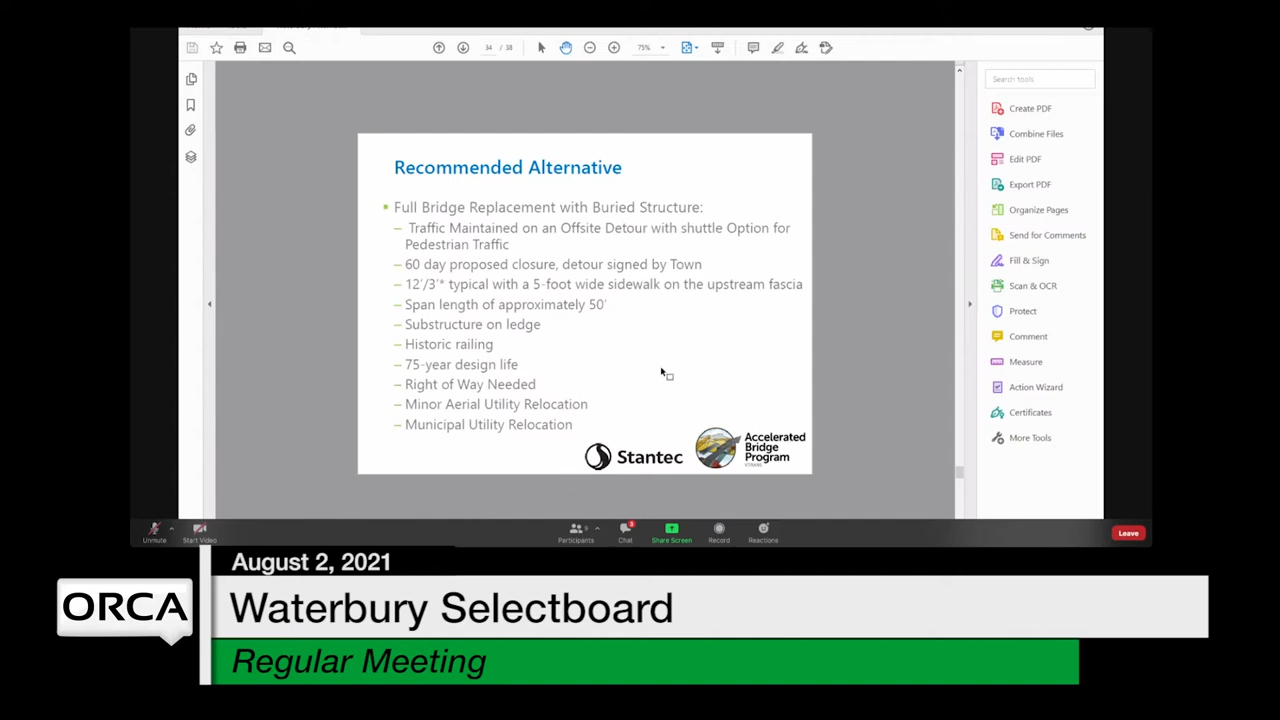 34 / 38
75%
Search tools
Create PDF
Combine Files
Edit PDF
Export PDF
Organize Pages
Send for Comments
Fill & Sign
Scan & OCR
Protect
Comment
Measure
Action Wizard
Certificates
More Tools
Recommended Alternative
Full Bridge Replacement with Buried Structure:
– Traffic Maintained on an Offsite Detour with shuttle Option for
Pedestrian Traffic
– 60 day proposed closure, detour signed by Town
– 12'/3'* typical with a 5-foot wide sidewalk on the upstream fascia
– Span length of approximately 50'
– Substructure on ledge
– Historic railing
– 75-year design life
– Right of Way Needed
– Minor Aerial Utility Relocation
– Municipal Utility Relocation
Stantec
Accelerated
Bridge
Program
VTRANS
Unmute
Start Video
Participants
9
Chat
3
Share Screen
Record
Reactions
Leave
August 2, 2021
ORCA
Waterbury Selectboard
Regular Meeting